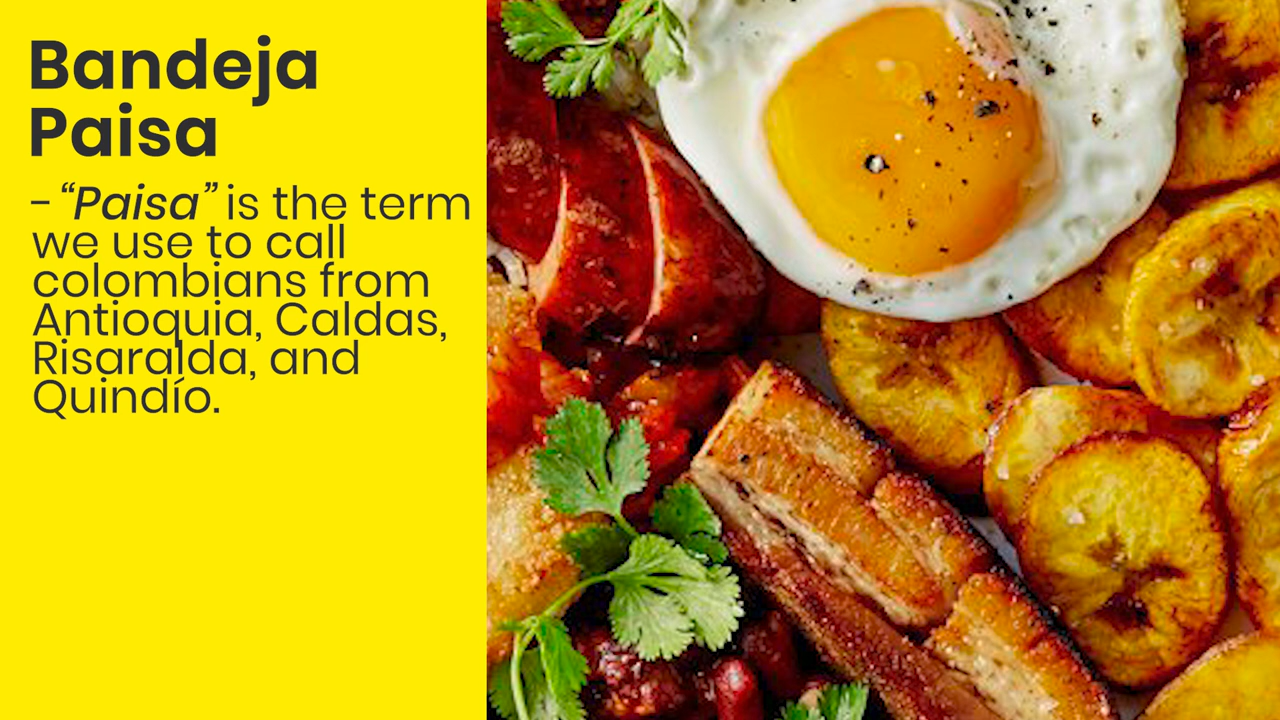 Bandeja
Paisa
– “Paisa” is the term
we use to call
colombians from
Antioquia, Caldas,
Risaralda, and
Quindío.